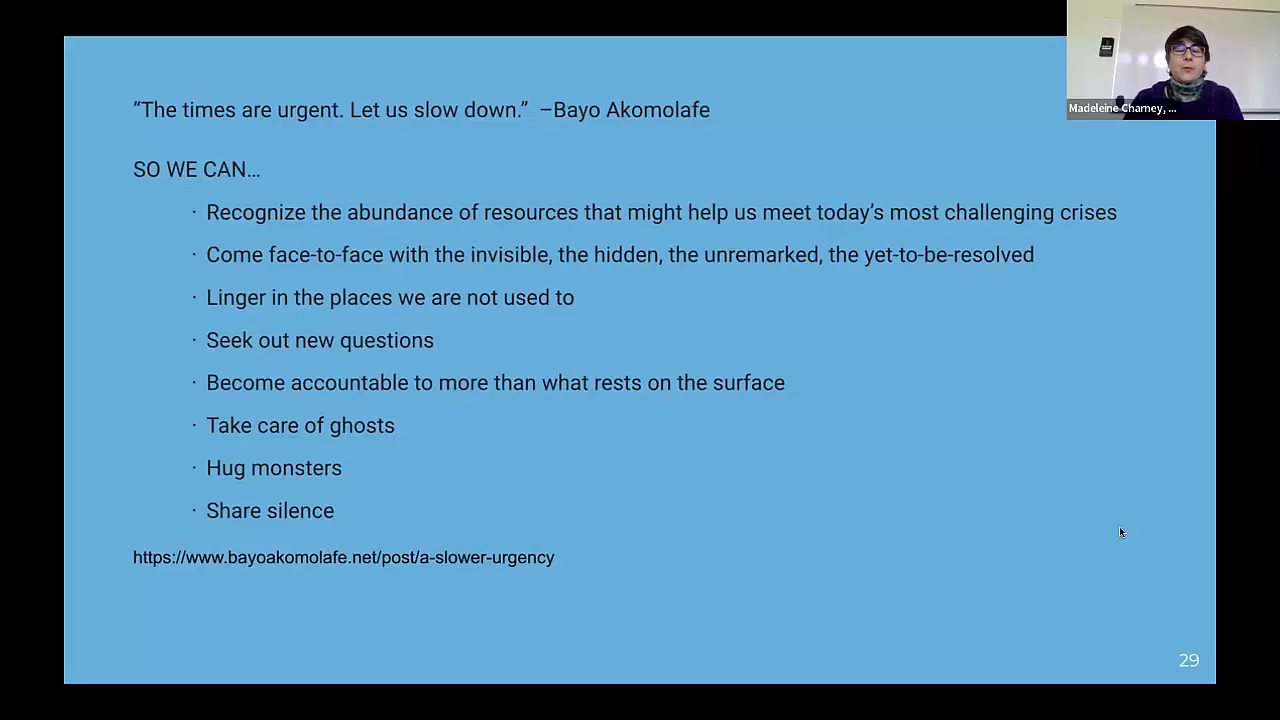 “The times are urgent. Let us slow down.” –Bayo Akomolafe
Madeleine Charney, ...
SO WE CAN…
· Recognize the abundance of resources that might help us meet today’s most challenging crises
· Come face-to-face with the invisible, the hidden, the unremarked, the yet-to-be-resolved
· Linger in the places we are not used to
· Seek out new questions
· Become accountable to more than what rests on the surface
· Take care of ghosts
· Hug monsters
· Share silence
https://www.bayoakomolafe.net/post/a-slower-urgency
29